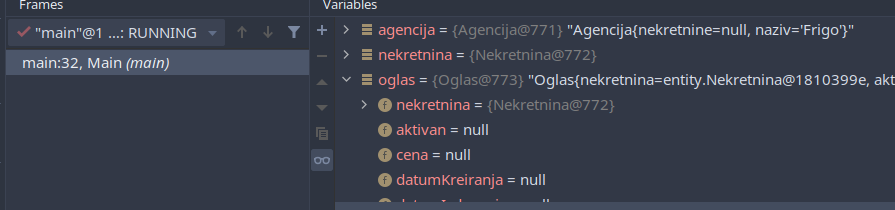 Frames
Variables
"main"@1 ...: RUNNING
main:32, Main (main)
agencija = {Agencija@771} "Agencija{nekretnine=null, naziv='Frigo'}"
nekretnina = {Nekretnina@772}
oglas = {Oglas@773} "Oglas{nekretnina=entity.Nekretnina@1810399e, akt
nekretnina = {Nekretnina@772}
aktivan = null
cena = null
datumKreiranja = null